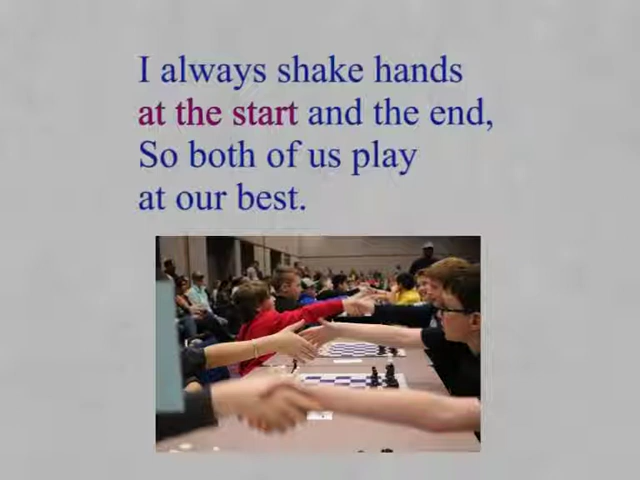 I always shake hands
at the start and the end,
So both of us play
at our best.